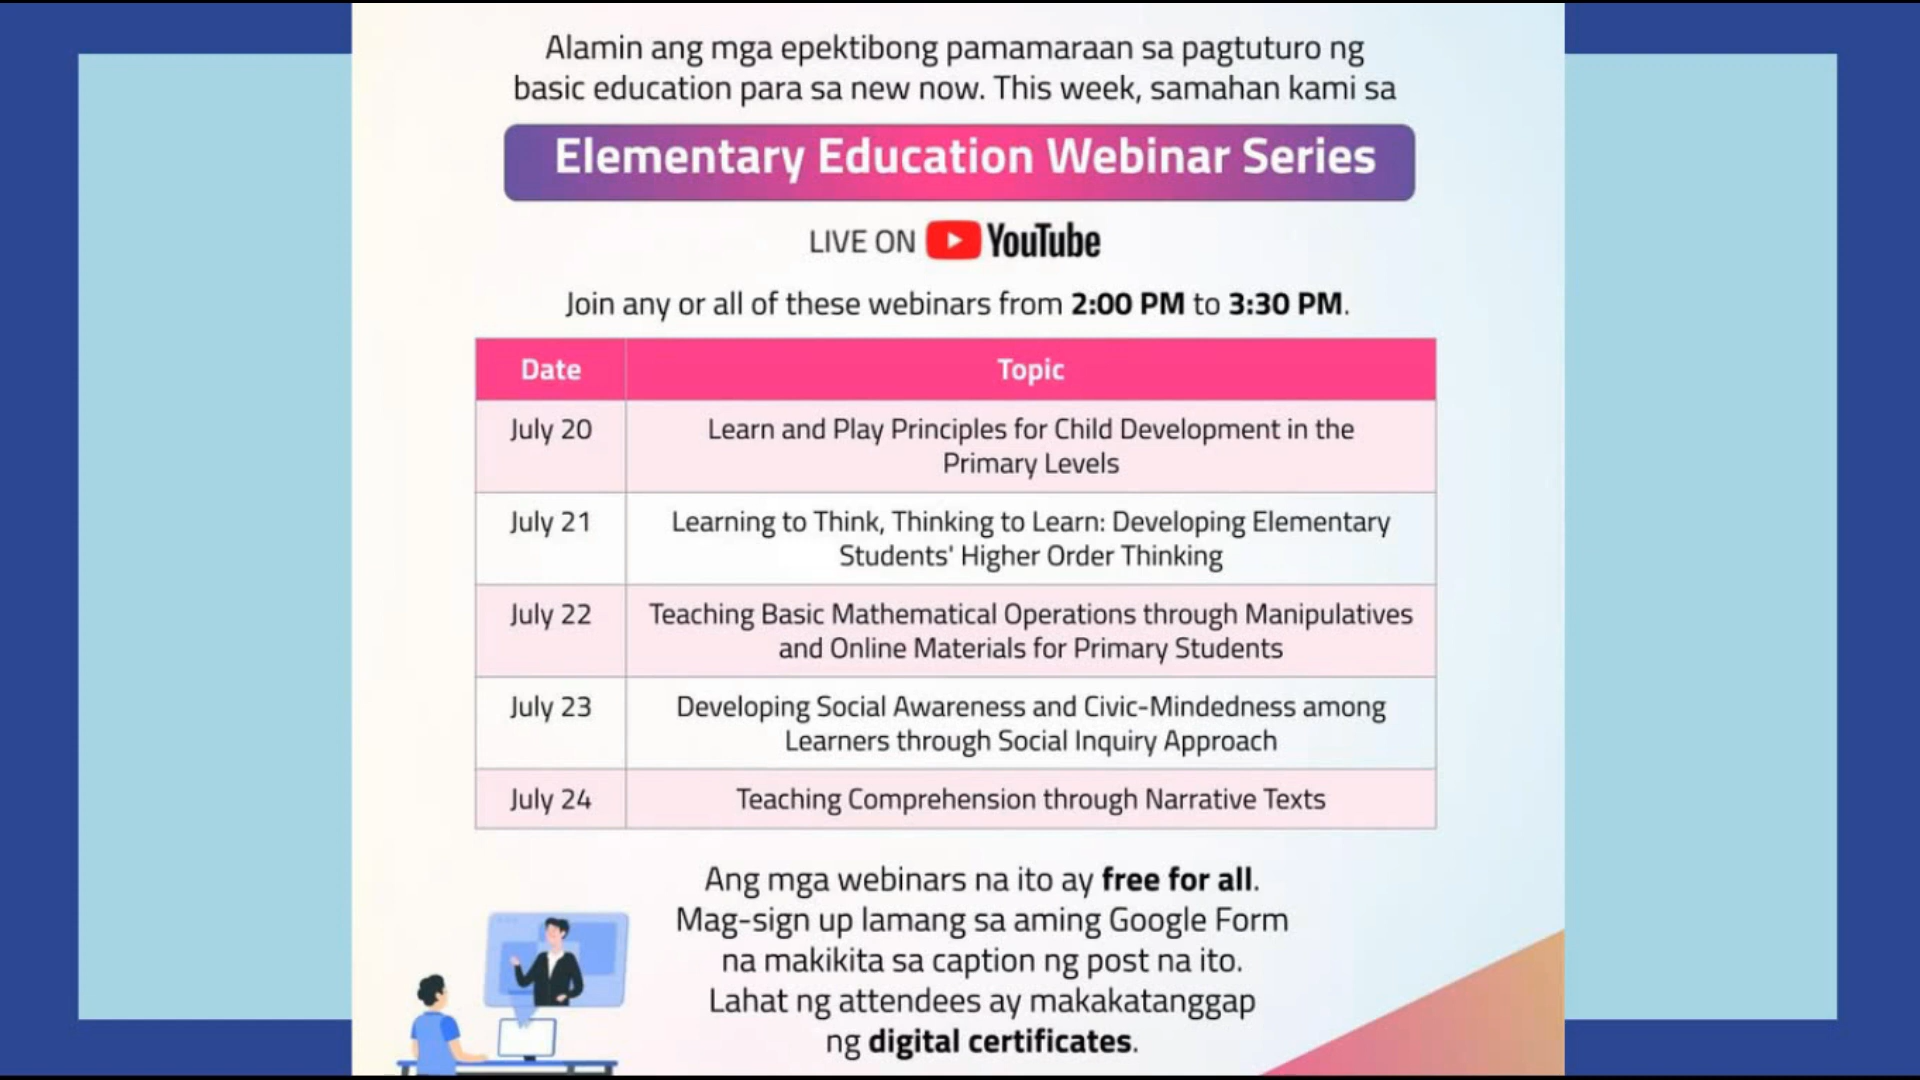 Alamin ang mga epektibong pamamaraan sa pagtuturo ng
basic education para sa new now. This week, samahan kami sa
Elementary Education Webinar Series
LIVE ON YouTube
Join any or all of these webinars from 2:00 PM to 3:30 PM.
Date Topic
July 20 Learn and Play Principles for Child Development in the
Primary Levels
July 21 Learning to Think, Thinking to Learn: Developing Elementary
Students' Higher Order Thinking
July 22 Teaching Basic Mathematical Operations through Manipulatives
and Online Materials for Primary Students
July 23 Developing Social Awareness and Civic-Mindedness among
Learners through Social Inquiry Approach
July 24 Teaching Comprehension through Narrative Texts
Ang mga webinars na ito ay free for all.
Mag-sign up lamang sa aming Google Form
na makikita sa caption ng post na ito.
Lahat ng attendees ay makakatanggap
ng digital certificates.